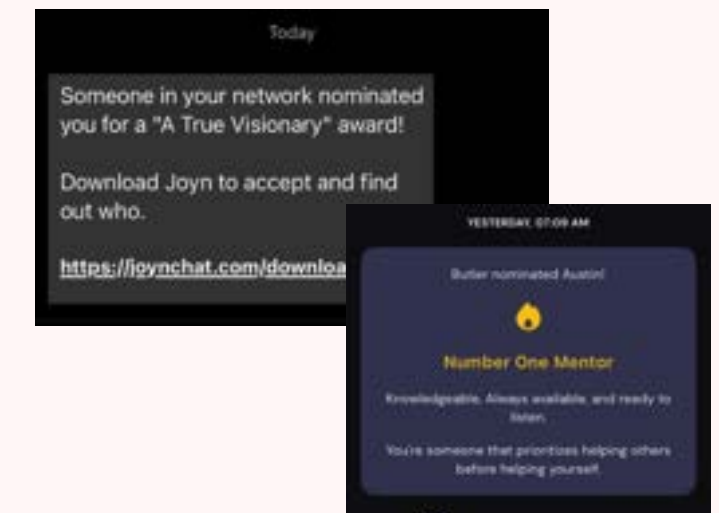 Today
Someone in your network nominated
you for a "A True Visionary" award!
Download Joyn to accept and find
out who.
https://joynchat.com/downloa
YESTERDAY, 07:09 AM
Butler nominated Austin!
Number One Mentor
Knowledgeable, Always available, and ready to
listen.
You're someone that prioritizes helping others
before helping yourself.